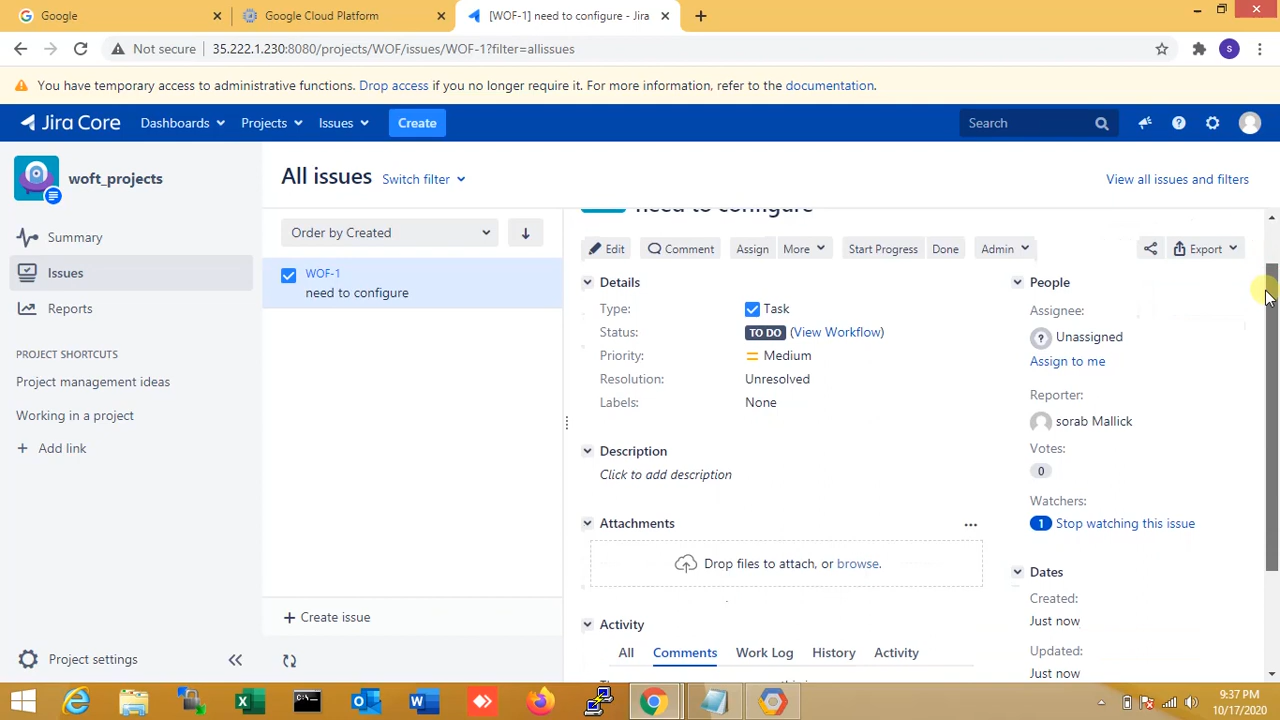 Google
Google Cloud Platform
[WOF-1] need to configure - Jira
Not secure
35.222.1.230:8080/projects/WOF/issues/WOF-1?filter=allissues
S
You have temporary access to administrative functions. Drop access if you no longer require it. For more information, refer to the documentation.
Jira Core
Dashboards
Projects
Issues
Create
Search
woft_projects
Summary
Issues
Reports
PROJECT SHORTCUTS
Project management ideas
Working in a project
+ Add link
Project settings
All issues
Switch filter
View all issues and filters
Order by Created
WOF-1
need to configure
+ Create issue
need to configure
Edit
Comment
Assign
More
Start Progress
Done
Admin
Export
Details
Type: Task
Status: TO DO (View Workflow)
Priority: Medium
Resolution: Unresolved
Labels: None
Description
Click to add description
Attachments
Drop files to attach, or browse.
Activity
All
Comments
Work Log
History
Activity
People
Assignee:
Unassigned
Assign to me
Reporter:
sorab Mallick
Votes:
0
Watchers:
1 Stop watching this issue
Dates
Created:
Just now
Updated:
Just now
9:37 PM
10/17/2020